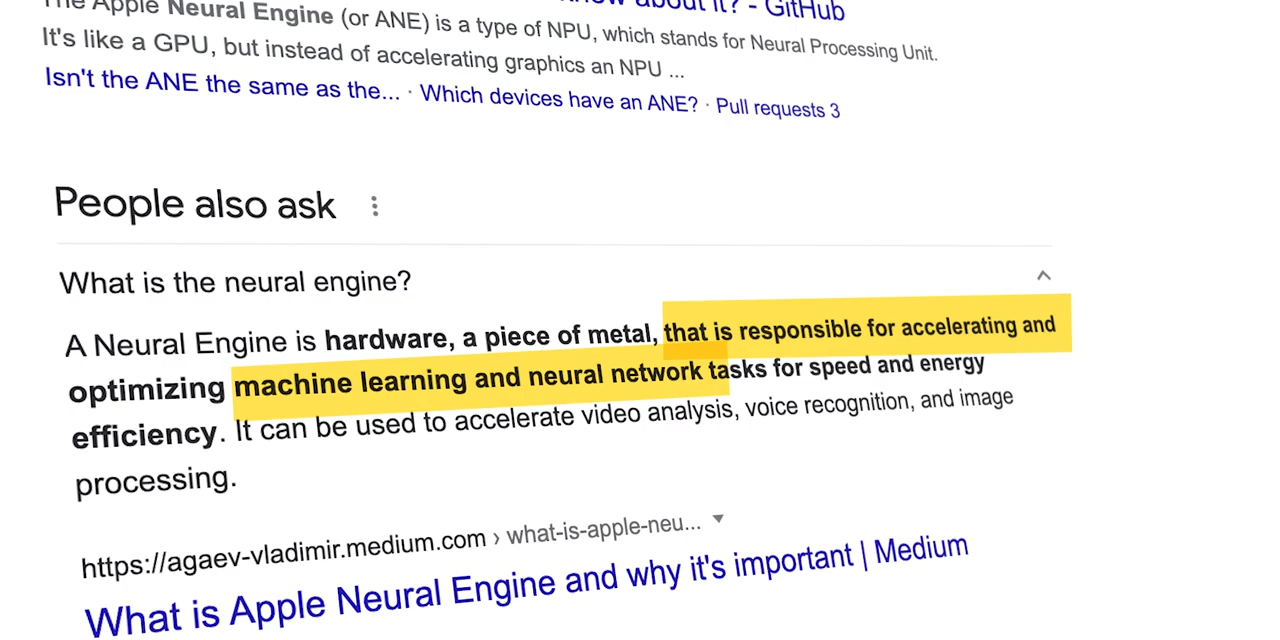 The Apple Neural Engine (or ANE) is a type of NPU, which stands for Neural Processing Unit.
about it? - GitHub
It's like a GPU, but instead of accelerating graphics an NPU ...
Isn't the ANE the same as the... · Which devices have an ANE? · Pull requests 3
People also ask
What is the neural engine?
A Neural Engine is hardware, a piece of metal, that is responsible for accelerating and
optimizing machine learning and neural network tasks for speed and energy
efficiency. It can be used to accelerate video analysis, voice recognition, and image
processing.
https://agaev-vladimir.medium.com › what-is-apple-neu...
What is Apple Neural Engine and why it's important | Medium